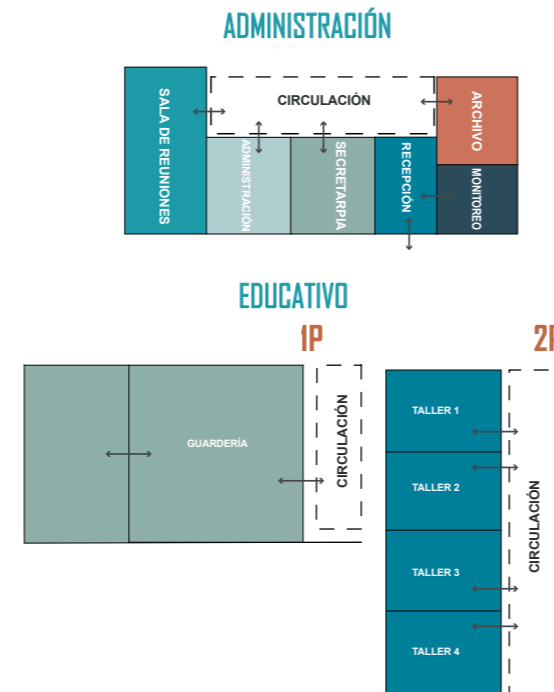 ADMINISTRACIÓN
SALA DE REUNIONES
CIRCULACIÓN
ARCHIVO
ADMINISTRACIÓN
SECRETARPIA
RECEPCIÓN
MONITOREO
EDUCATIVO
1P
2P
GUARDERÍA
CIRCULACIÓN
TALLER 1
TALLER 2
TALLER 3
TALLER 4
CIRCULACIÓN